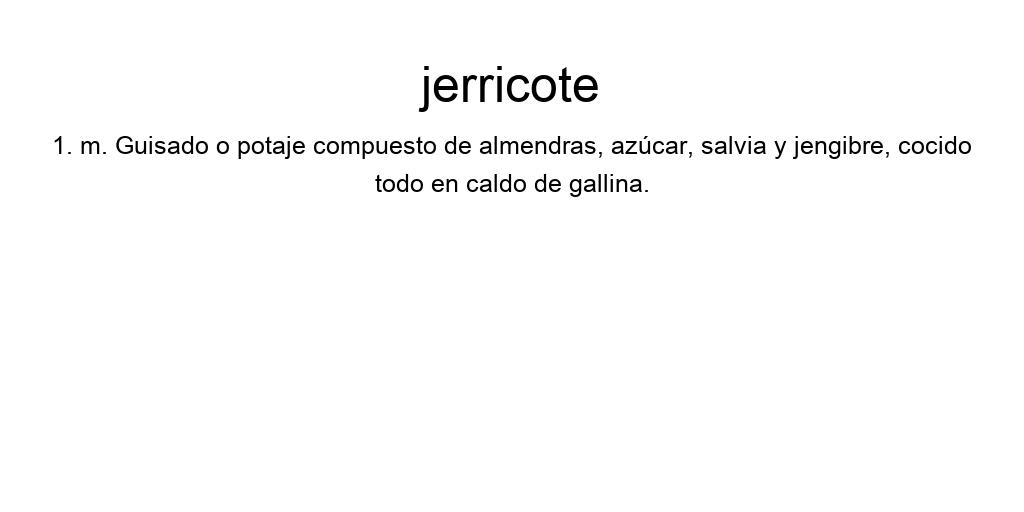 jerricote
1. m. Guisado o potaje compuesto de almendras, azúcar, salvia y jengibre, cocido
todo en caldo de gallina.